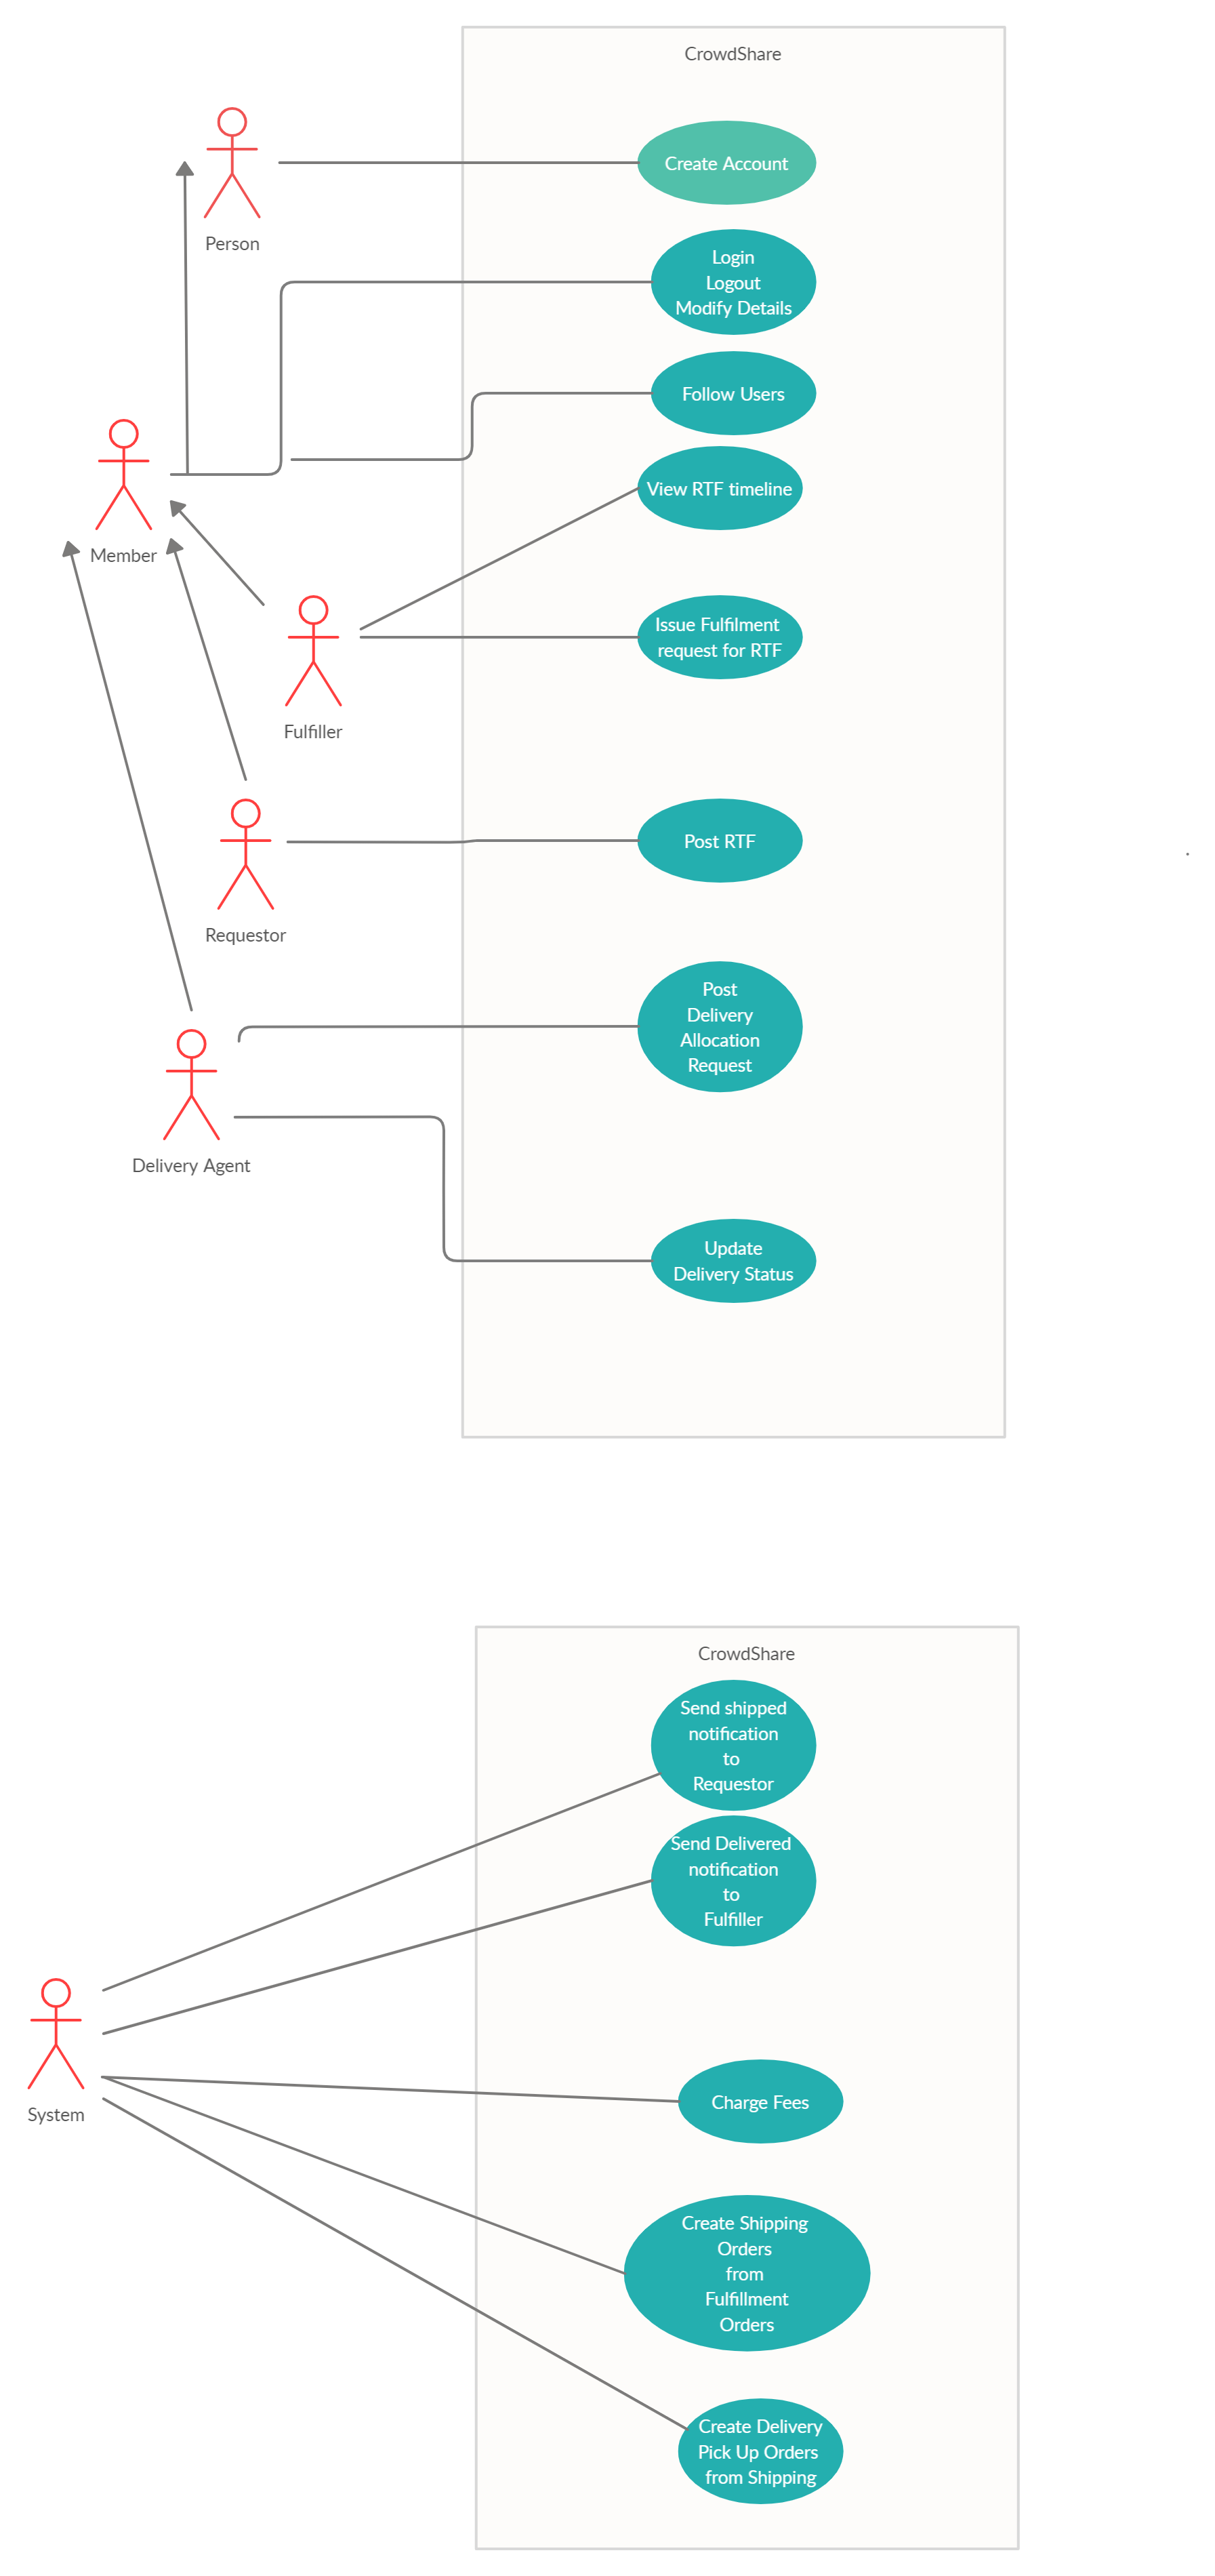 CrowdShare
Create Account
Person
Login
Logout
Modify Details
Follow Users
View RTF timeline
Member
Issue Fulfilment
request for RTF
Fulfiller
Post RTF
Requestor
Post
Delivery
Allocation
Request
Delivery Agent
Update
Delivery Status
CrowdShare
Send shipped
notification
to
Requestor
Send Delivered
notification
to
Fulfiller
System
Charge Fees
Create Shipping
Orders
from
Fulfillment
Orders
Create Delivery
Pick Up Orders
from Shipping